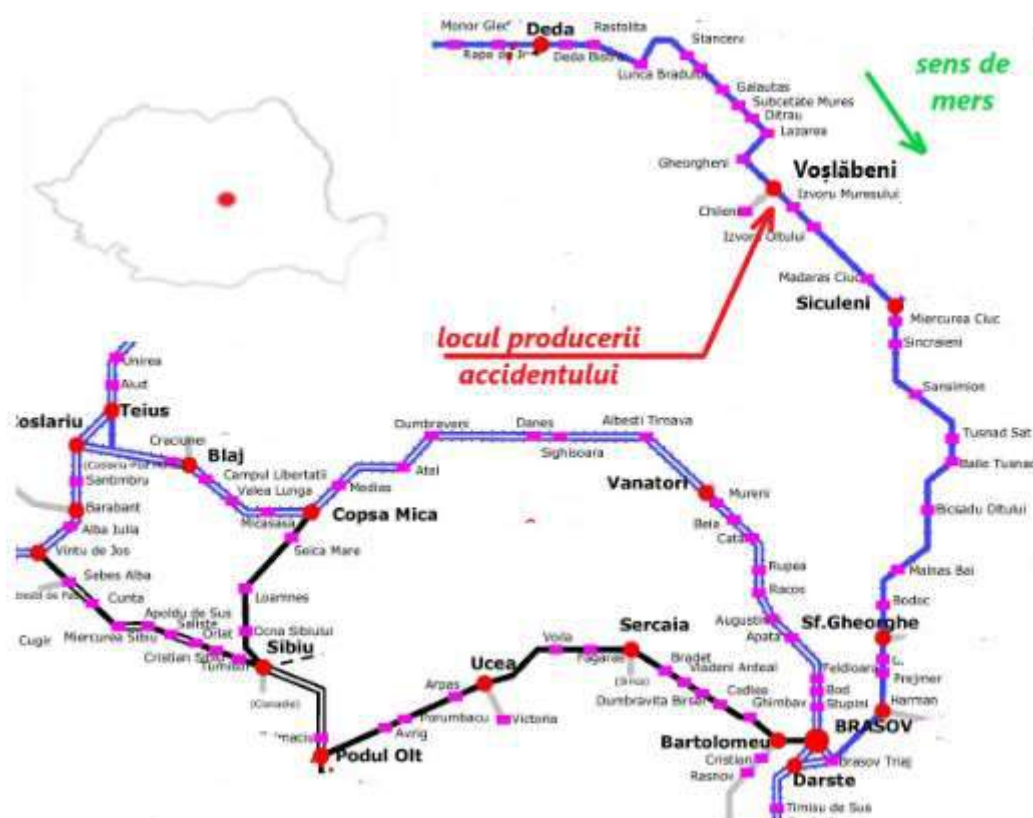 Monor
Deda
Rastolita
Stanceni
Deda
Lunca Bradului
Galautas
Subcetate Mures
Ditrau
Lazarea
Gheorgheni
sens de
mers
Voșlăbeni
Izvoru Muresului
Chileni
Izvoru Oltului
Madaras Ciuc
Siculeni
Miercurea Ciuc
Sincraieni
Sansimion
Tusnad Sat
Baile Tusnad
Bicsadu Oltului
Malnas Bai
Bodoc
Sf.Gheorghe
Prejmer
Harman
locul producerii
accidentului
Unirea
Aiud
Teius
oslariu
Craciunel
Blaj
Santimbru
Campul Libertatii
Valea Lunga
Micasasa
Barabant
Alba Iulia
Vintu de Jos
Copsa Mica
Medias
Atel
Dumbraveni
Danes
Sighisoara
Albesti Tirnava
Vanatori
Mureni
Beia
Cata
Rupea
Racos
Augustin
Apata
Feldioara
Bod
Stupini
BRASOV
Seica Mare
Loamnes
Ocna Sibiului
Sebes Alba
Cunta
Cugir
Miercurea Sibiu
Apoldu de Sus
Saliste
Orlat
Cristian Sibiu
Turnisor
Sibiu
(Cisnadie)
Podul Olt
Avrig
Porumbacu
Arpas
Ucea
Victoria
Voila
Fagaras
Sercaia
Bradet
Vladeni Ardeal
Dumbravita Birsei
Codlea
Ghimbav
Bartolomeu
Cristian
Rasnov
Darste
Brasov Triaj
Timisu de Sus